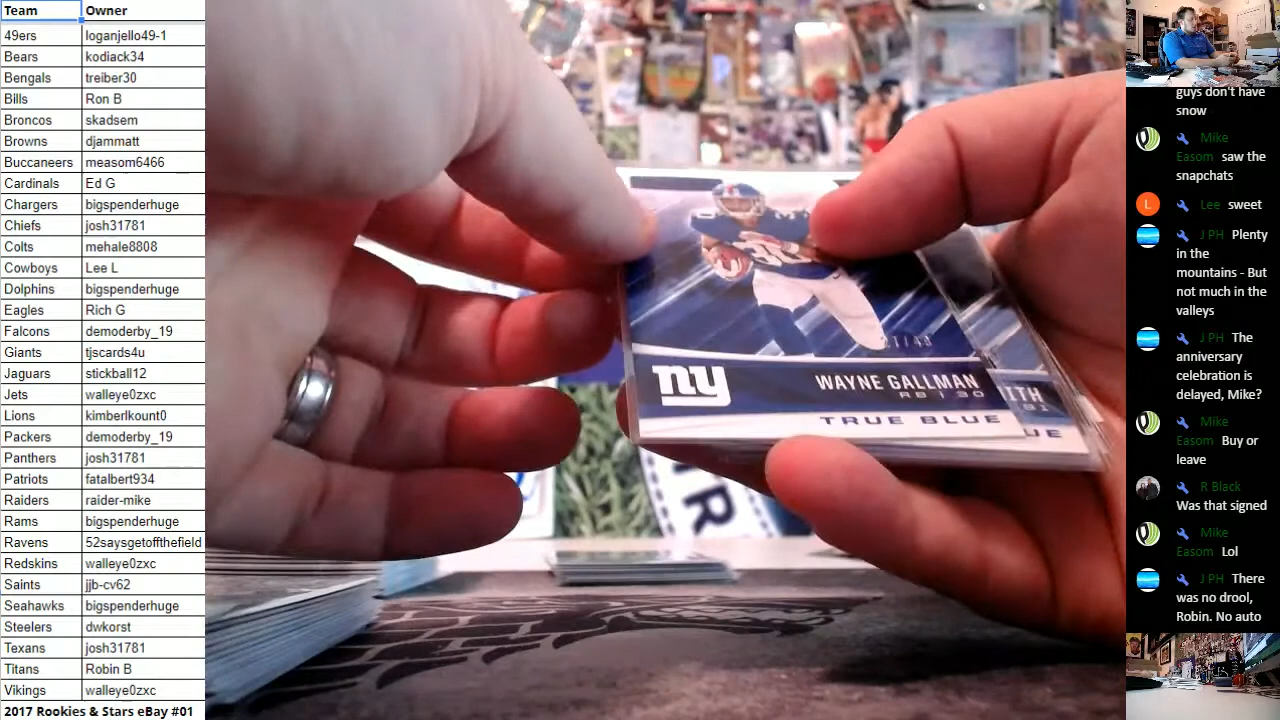 Team Owner
49ers loganjello49-1
Bears kodiack34
Bengals treiber30
Bills Ron B
Broncos skadsem
Browns djammatt
Buccaneers measom6466
Cardinals Ed G
Chargers bigspenderhuge
Chiefs josh31781
Colts mehale8808
Cowboys Lee L
Dolphins bigspenderhuge
Eagles Rich G
Falcons demoderby_19
Giants tjscards4u
Jaguars stickball12
Jets walleye0zxc
Lions kimberlkount0
Packers demoderby_19
Panthers josh31781
Patriots fatalbert934
Raiders raider-mike
Rams bigspenderhuge
Ravens 52saysgetoffthefield
Redskins walleye0zxc
Saints jjb-cv62
Seahawks bigspenderhuge
Steelers dwkorst
Texans josh31781
Titans Robin B
Vikings walleye0zxc
2017 Rookies & Stars eBay #01
ny
WAYNE GALLMAN
RB | 30
TRUE BLUE
ITH
91
UE
guys don't have
snow
Mike
Easom saw the
snapchats
L
Lee sweet
J PH Plenty
in the
mountains - But
not much in the
valleys
J PH The
anniversary
celebration is
delayed, Mike?
Mike
Easom Buy or
leave
R Black
Was that signed
Mike
Easom Lol
J PH There
was no drool,
Robin. No auto